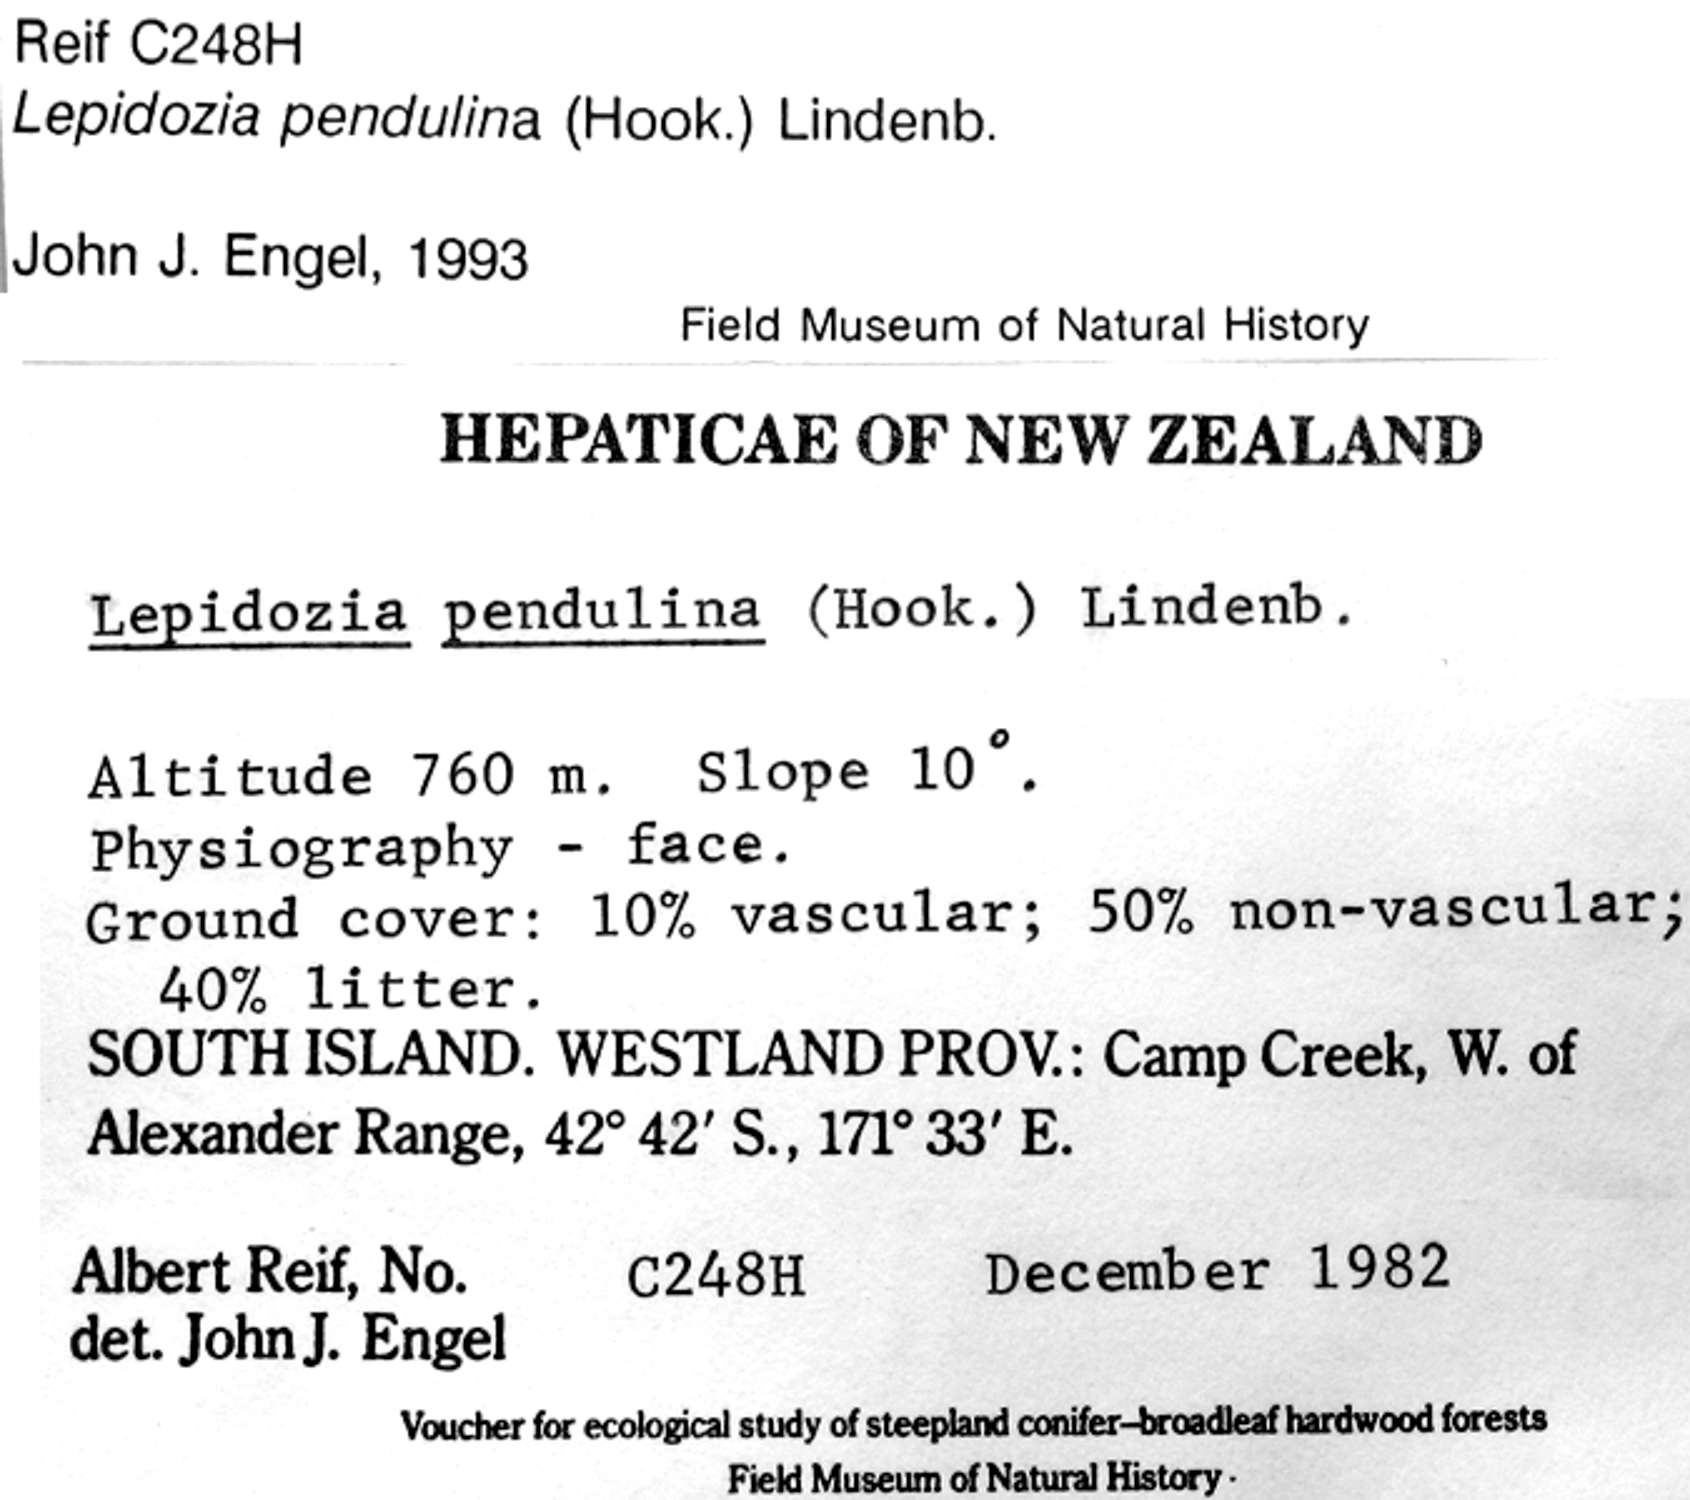 Reif C248H
Lepidozia pendulina (Hook.) Lindenb.
John J. Engel, 1993
Field Museum of Natural History
HEPATICAE OF NEW ZEALAND
Lepidozia pendulina (Hook.) Lindenb.
Altitude 760 m. Slope 10°.
Physiography - face.
Ground cover: 10% vascular; 50% non-vascular;
40% litter.
SOUTH ISLAND. WESTLAND PROV.: Camp Creek, W. of
Alexander Range, 42° 42′ S., 171° 33′ E.
Albert Reif, No. C248H December 1982
det. John J. Engel
Voucher for ecological study of steepland conifer–broadleaf hardwood forests
Field Museum of Natural History ·